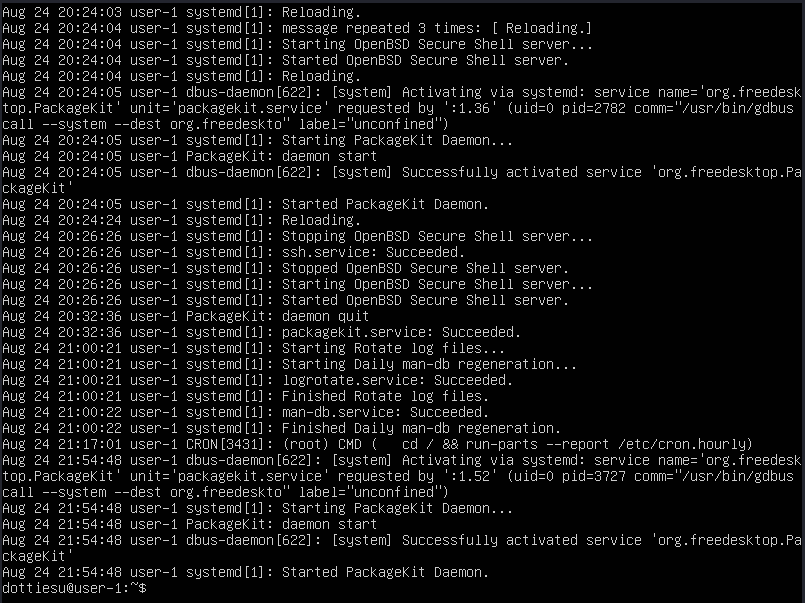 Aug 24 20:24:03 user-1 systemd[1]: Reloading.
Aug 24 20:24:04 user-1 systemd[1]: message repeated 3 times: [ Reloading.]
Aug 24 20:24:04 user-1 systemd[1]: Starting OpenBSD Secure Shell server...
Aug 24 20:24:04 user-1 systemd[1]: Started OpenBSD Secure Shell server.
Aug 24 20:24:04 user-1 systemd[1]: Reloading.
Aug 24 20:24:05 user-1 dbus-daemon[622]: [system] Activating via systemd: service name='org.freedesk
top.PackageKit' unit='packagekit.service' requested by ':1.36' (uid=0 pid=2782 comm="/usr/bin/gdbus
call --system --dest org.freedeskto" label="unconfined")
Aug 24 20:24:05 user-1 systemd[1]: Starting PackageKit Daemon...
Aug 24 20:24:05 user-1 PackageKit: daemon start
Aug 24 20:24:05 user-1 dbus-daemon[622]: [system] Successfully activated service 'org.freedesktop.Pa
ckageKit'
Aug 24 20:24:05 user-1 systemd[1]: Started PackageKit Daemon.
Aug 24 20:24:24 user-1 systemd[1]: Reloading.
Aug 24 20:26:26 user-1 systemd[1]: Stopping OpenBSD Secure Shell server...
Aug 24 20:26:26 user-1 systemd[1]: ssh.service: Succeeded.
Aug 24 20:26:26 user-1 systemd[1]: Stopped OpenBSD Secure Shell server.
Aug 24 20:26:26 user-1 systemd[1]: Starting OpenBSD Secure Shell server...
Aug 24 20:26:26 user-1 systemd[1]: Started OpenBSD Secure Shell server.
Aug 24 20:32:36 user-1 PackageKit: daemon quit
Aug 24 20:32:36 user-1 systemd[1]: packagekit.service: Succeeded.
Aug 24 21:00:21 user-1 systemd[1]: Starting Rotate log files...
Aug 24 21:00:21 user-1 systemd[1]: Starting Daily man-db regeneration...
Aug 24 21:00:21 user-1 systemd[1]: logrotate.service: Succeeded.
Aug 24 21:00:21 user-1 systemd[1]: Finished Rotate log files.
Aug 24 21:00:22 user-1 systemd[1]: man-db.service: Succeeded.
Aug 24 21:00:22 user-1 systemd[1]: Finished Daily man-db regeneration.
Aug 24 21:17:01 user-1 CRON[3431]: (root) CMD (   cd / && run-parts --report /etc/cron.hourly)
Aug 24 21:54:48 user-1 dbus-daemon[622]: [system] Activating via systemd: service name='org.freedesk
top.PackageKit' unit='packagekit.service' requested by ':1.52' (uid=0 pid=3727 comm="/usr/bin/gdbus
call --system --dest org.freedeskto" label="unconfined")
Aug 24 21:54:48 user-1 systemd[1]: Starting PackageKit Daemon...
Aug 24 21:54:48 user-1 PackageKit: daemon start
Aug 24 21:54:48 user-1 dbus-daemon[622]: [system] Successfully activated service 'org.freedesktop.Pa
ckageKit'
Aug 24 21:54:48 user-1 systemd[1]: Started PackageKit Daemon.
dottiesu@user-1:~$